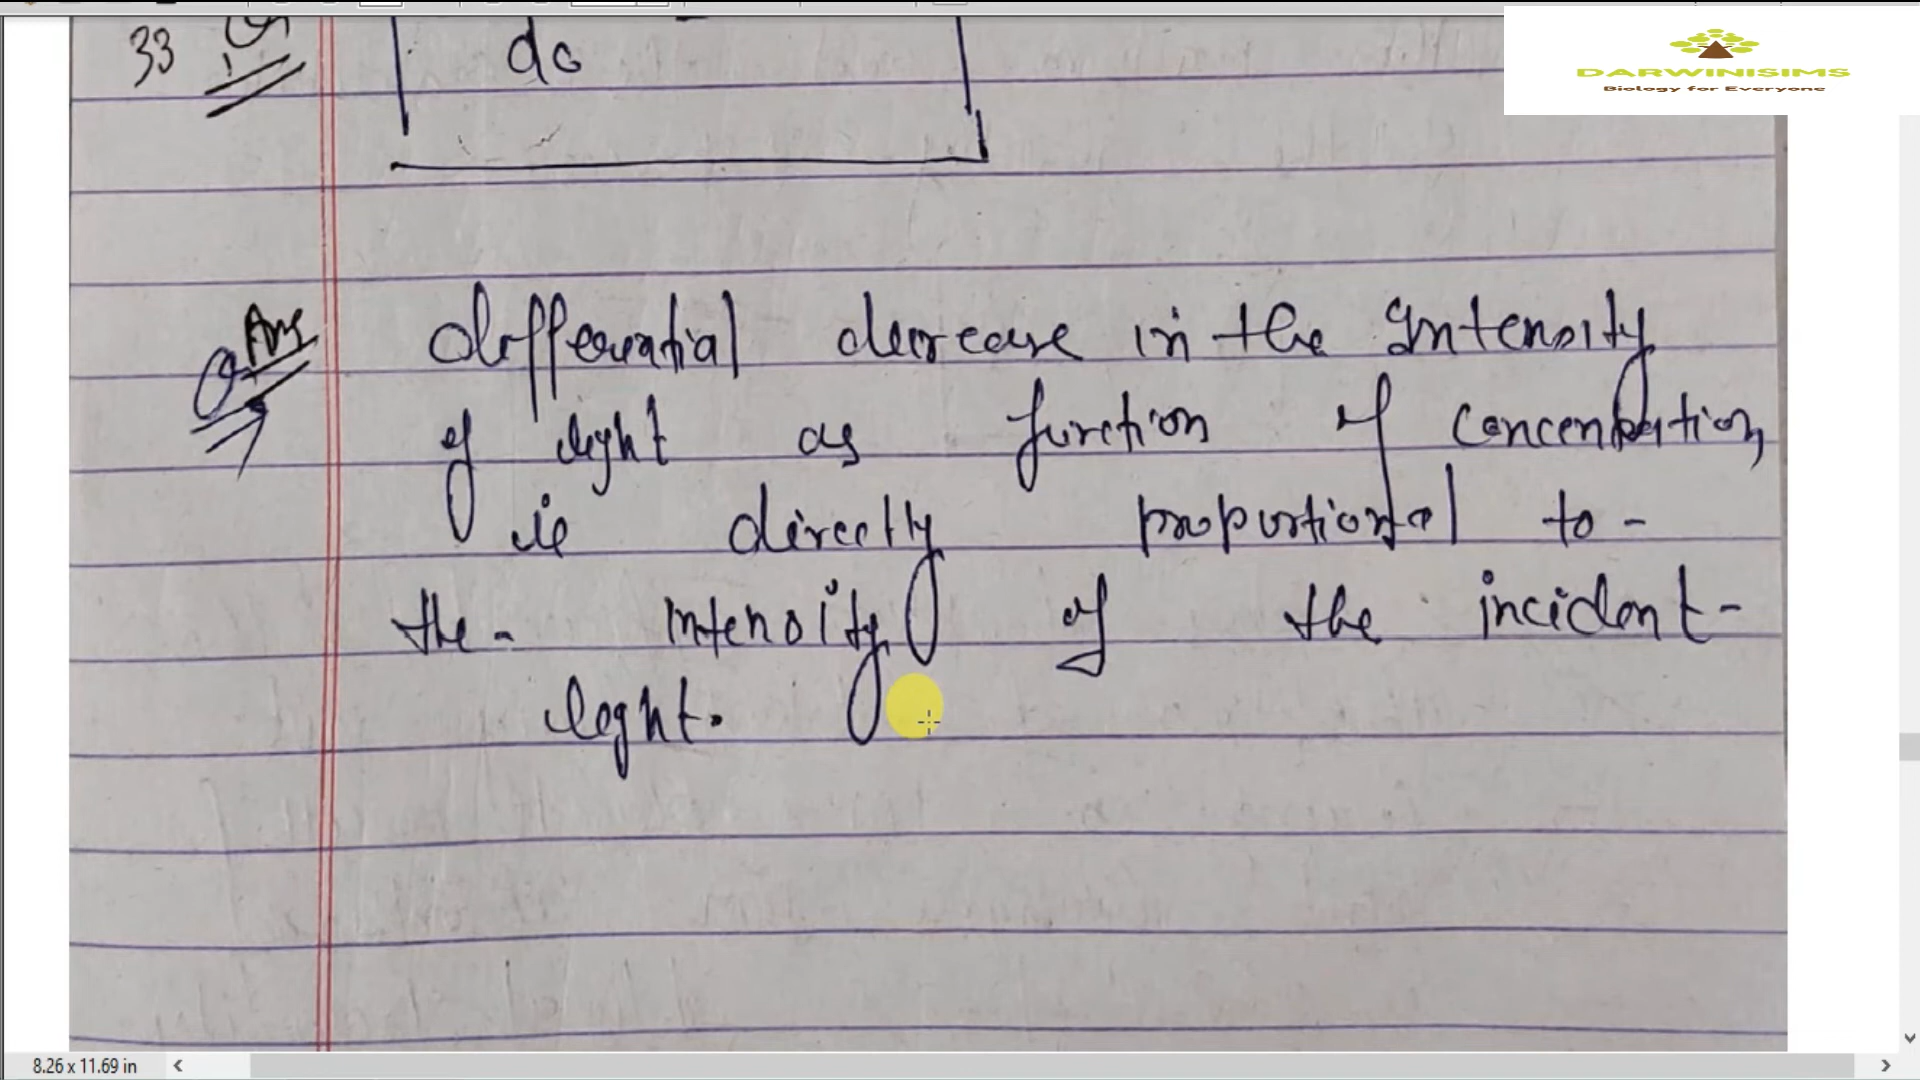 33
dc
DARWINISIMS
Biology for Everyone
Ans
differential decrease in the Intensity
of light as function of concentration,
is directly proportional to -
the - intensity of the incident -
light.
8.26 x 11.69 in